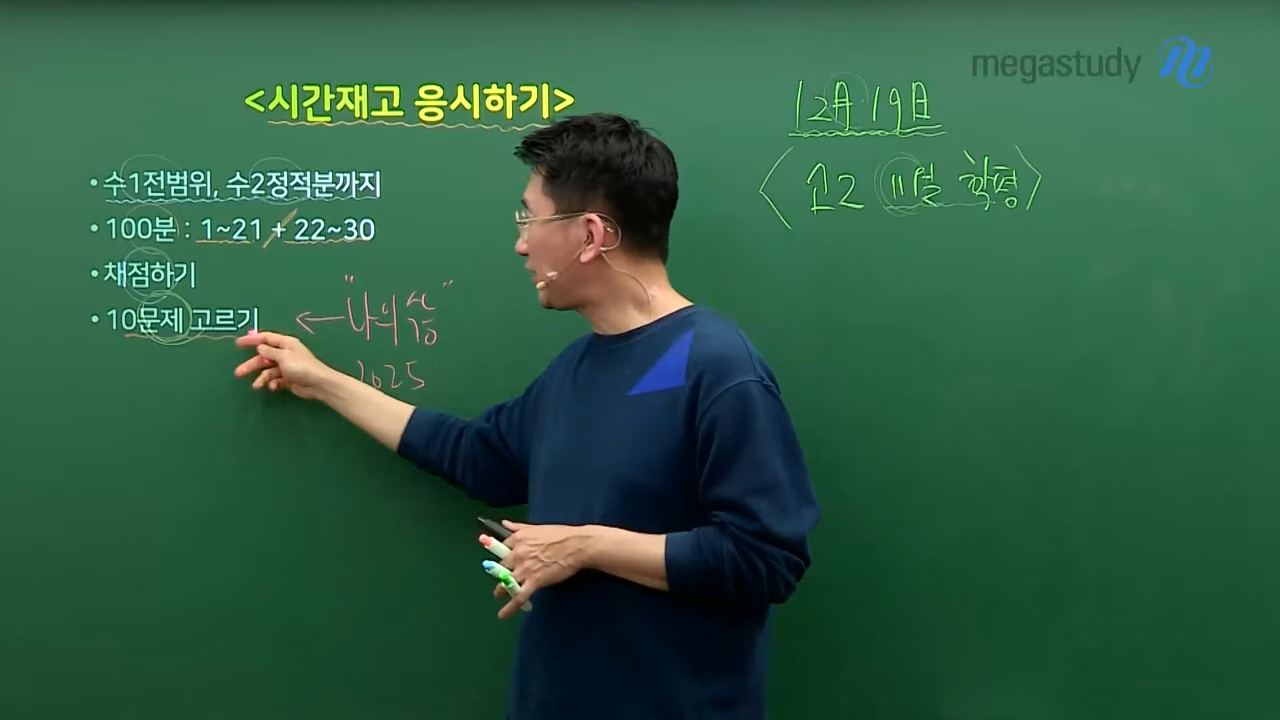 megastudy
<시간재고 응시하기>
• 수1전범위, 수2정적분까지
• 100분 : 1~21 + 22~30
• 채점하기
• 10문제 고르기
← "나의
2025
12月 19日
<고2 11월 학평>